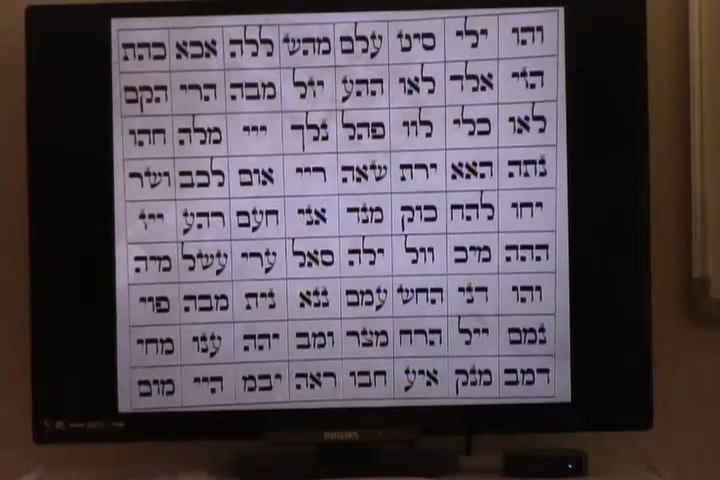 והו ילי סיט עלם מהש ללה אכא כהת
הזי אלד לאו ההע יזל מבה הרי הקם
לאו כלי לוו פהל נלך ייי מלה חהו
נתה האא ירת שאה ריי אום לכב ושר
יחו להח כוק מנד אני חעם רהע ייז
ההה מיכ וול ילה סאל ערי עשל מיה
והו דני החש עמם ננא נית מבה פוי
נמם ייל הרח מצר ומב יהה ענו מחי
דמב מנק איע חבו ראה יבמ היי מום
PHILIPS